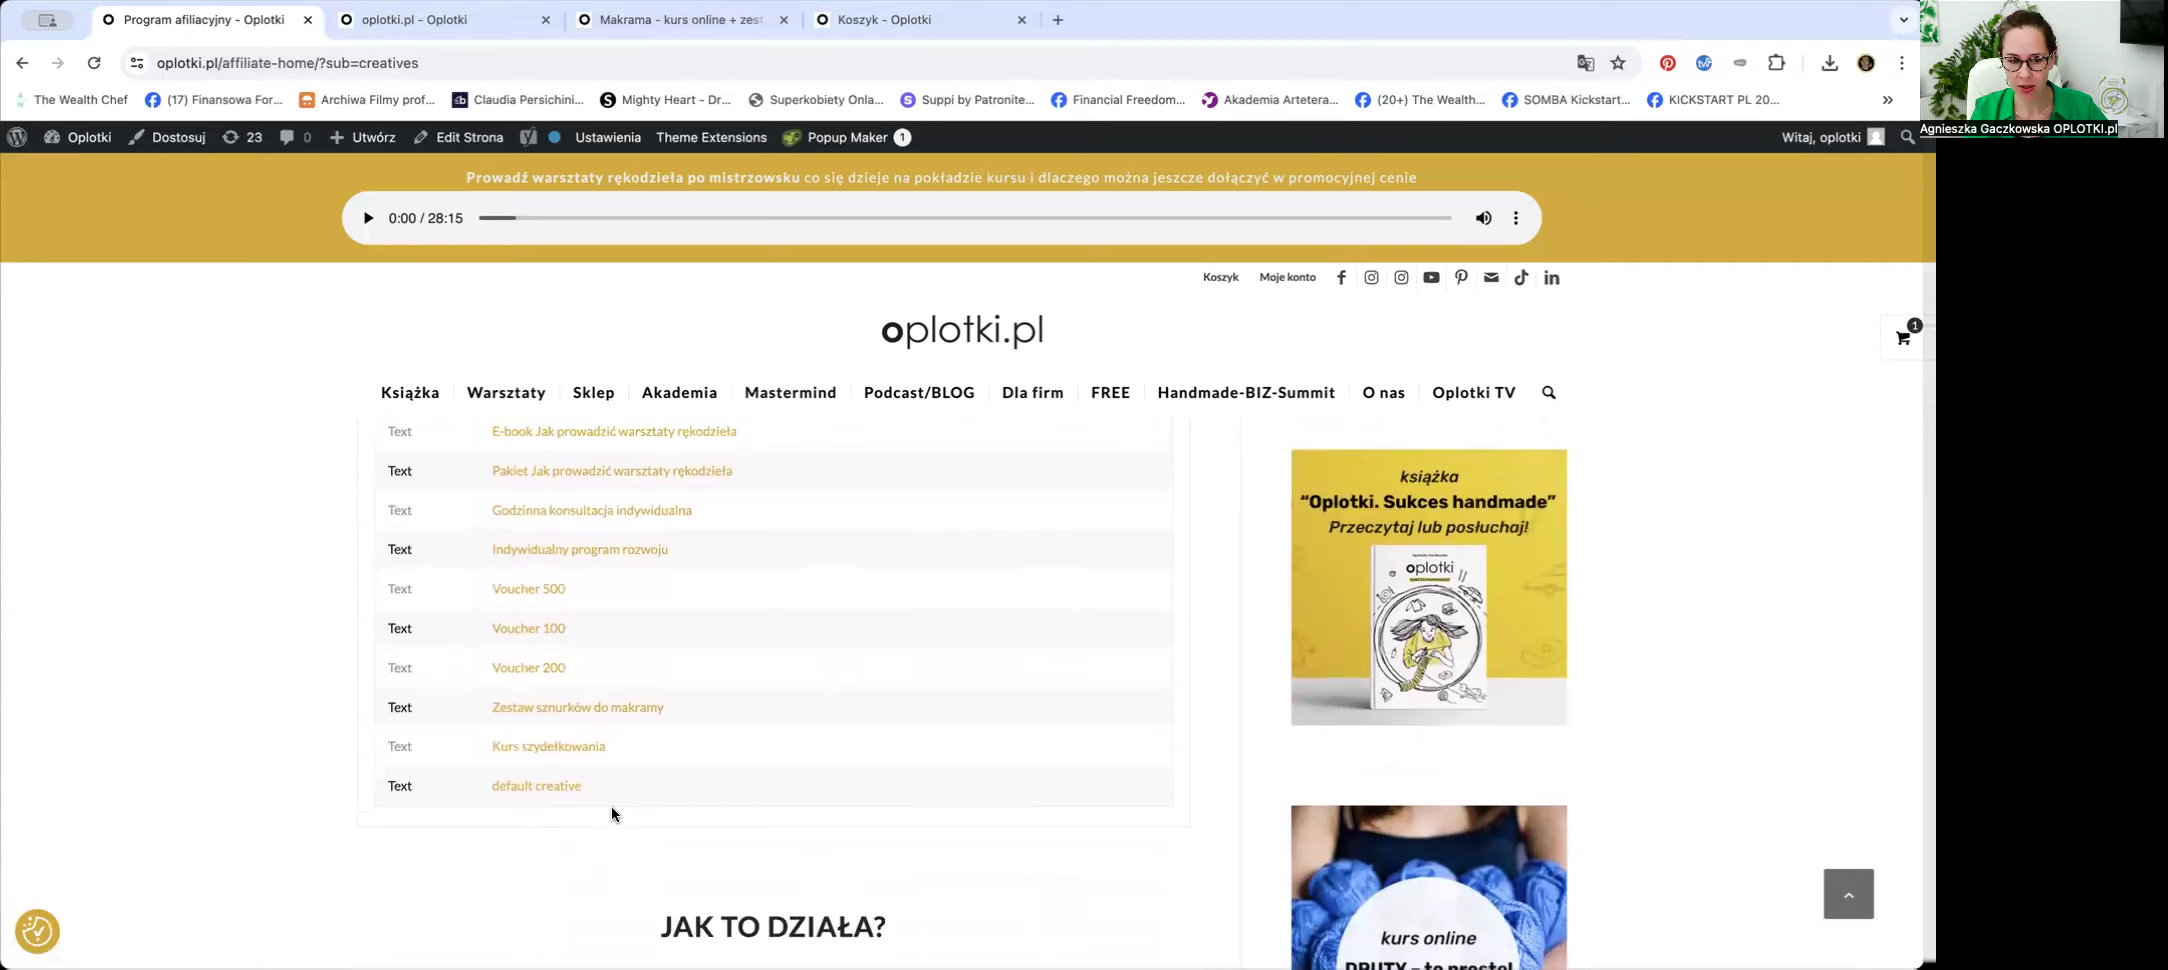 Program afiliacyjny - Oplotki
oplotki.pl - Oplotki
Makrama - kurs online + zest
Koszyk - Oplotki
oplotki.pl/affiliate-home/?sub=creatives
The Wealth Chef
(17) Finansowa For...
Archiwa Filmy prof...
Claudia Persichini...
Mighty Heart - Dr...
Superkobiety Onla...
Suppi by Patronite...
Financial Freedom...
Akademia Artetera...
(20+) The Wealth...
SOMBA Kickstart...
KICKSTART PL 20...
Agnieszka Gaczkowska OPLOTKI.pl
Oplotki
Dostosuj
23
0
Utwórz
Edit Strona
Ustawienia
Theme Extensions
Popup Maker 1
Witaj, oplotki
Prowadź warsztaty rękodzieła po mistrzowsku co się dzieje na pokładzie kursu i dlaczego można jeszcze dołączyć w promocyjnej cenie
0:00 / 28:15
Koszyk
Moje konto
oplotki.pl
1
Książka
Warsztaty
Sklep
Akademia
Mastermind
Podcast/BLOG
Dla firm
FREE
Handmade-BIZ-Summit
O nas
Oplotki TV
Text E-book Jak prowadzić warsztaty rękodzieła
Text Pakiet Jak prowadzić warsztaty rękodzieła
Text Godzinna konsultacja indywidualna
Text Indywidualny program rozwoju
Text Voucher 500
Text Voucher 100
Text Voucher 200
Text Zestaw sznurków do makramy
Text Kurs szydełkowania
Text default creative
JAK TO DZIAŁA?
książka
“Oplotki. Sukces handmade”
Przeczytaj lub posłuchaj!
oplotki
kurs online
DRUTY – to proste!